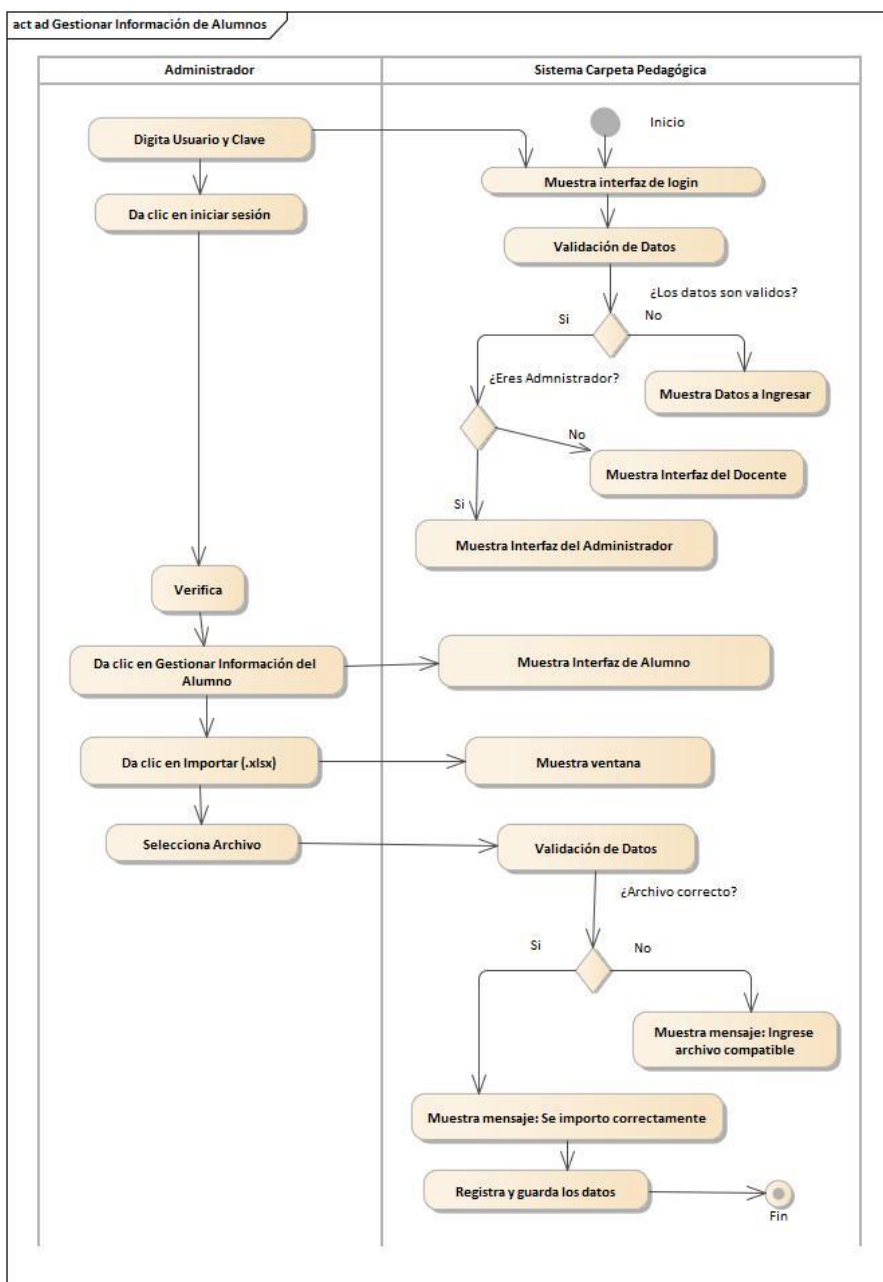 act ad Gestionar Información de Alumnos
Administrador
Sistema Carpeta Pedagógica
Inicio
Digita Usuario y Clave
Muestra interfaz de login
Da clic en iniciar sesión
Validación de Datos
¿Los datos son validos?
Si
No
¿Eres Admnistrador?
Muestra Datos a Ingresar
No
Muestra Interfaz del Docente
Si
Muestra Interfaz del Administrador
Verifica
Da clic en Gestionar Información del
Alumno
Muestra Interfaz de Alumno
Da clic en Importar (.xlsx)
Muestra ventana
Selecciona Archivo
Validación de Datos
¿Archivo correcto?
Si
No
Muestra mensaje: Ingrese
archivo compatible
Muestra mensaje: Se importo correctamente
Registra y guarda los datos
Fin